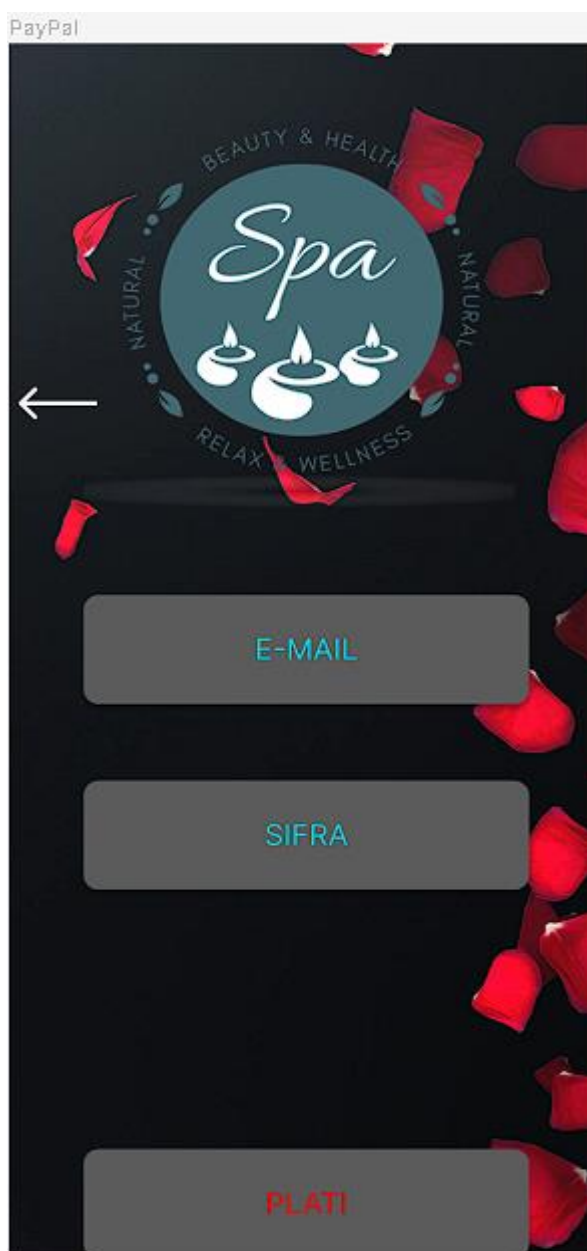 PayPal
BEAUTY & HEALTH
NATURAL
Spa
NATURAL
RELAX & WELLNESS
E-MAIL
SIFRA
PLATI